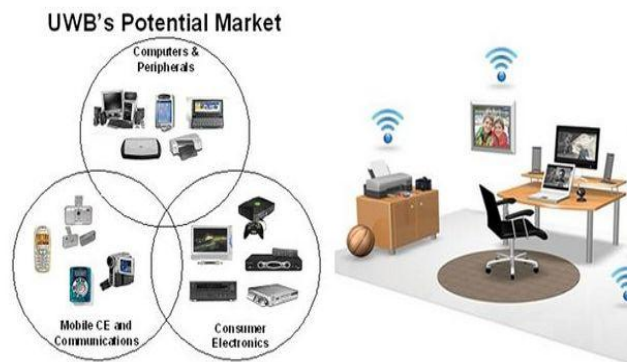 UWB's Potential Market
Computers &
Peripherals
Mobile CE and
Communications
Consumer
Electronics